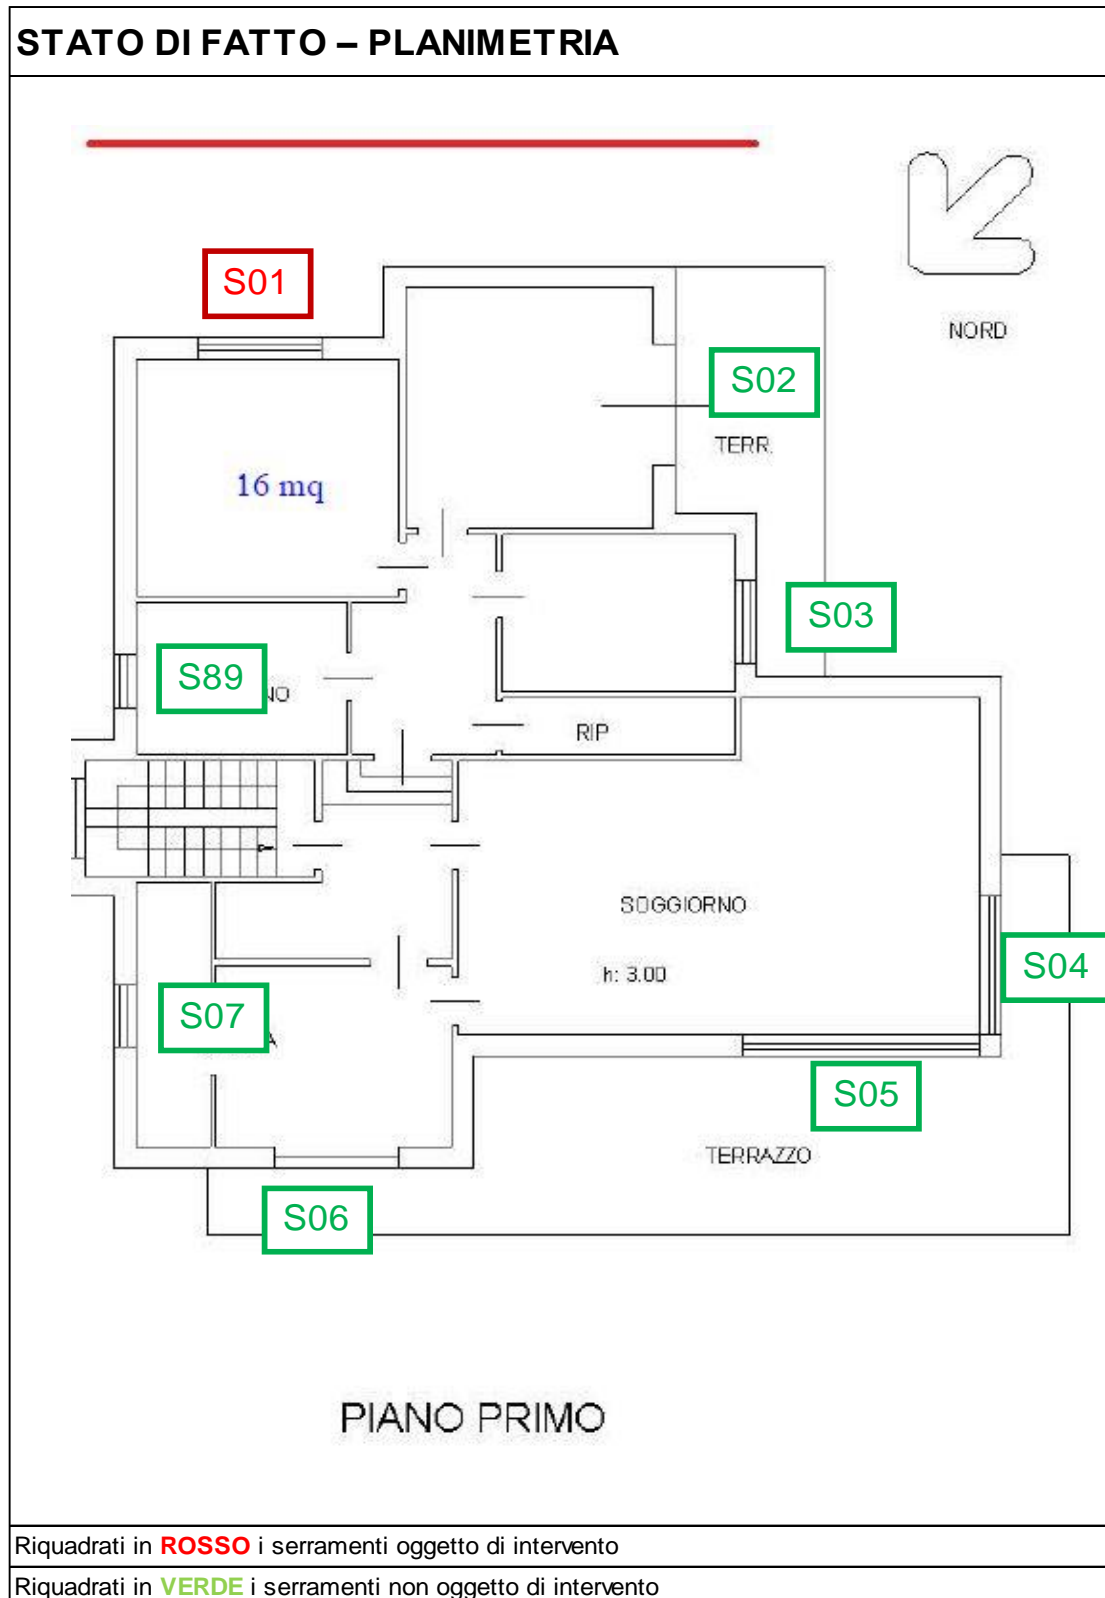 STATO DI FATTO – PLANIMETRIA
S01
NORD
S02
TERR.
16 mq
S03
S89
NO
RIP
SOGGIORNO
S04
h: 3.00
S07
A
S05
TERRAZZO
S06
PIANO PRIMO
Riquadrati in ROSSO i serramenti oggetto di intervento
Riquadrati in VERDE i serramenti non oggetto di intervento